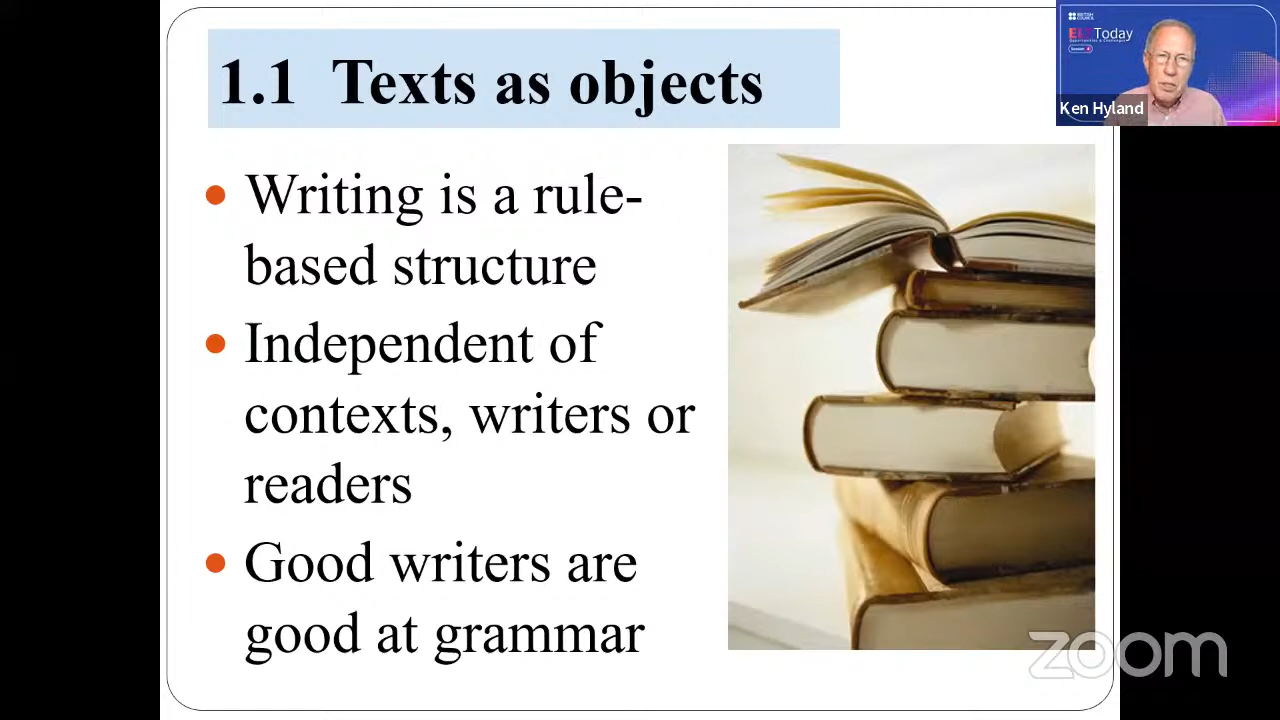 1.1 Texts as objects
• Writing is a rule-
based structure
• Independent of
contexts, writers or
readers
• Good writers are
good at grammar
BRITISH
COUNCIL
Today
Ken Hyland
zoom